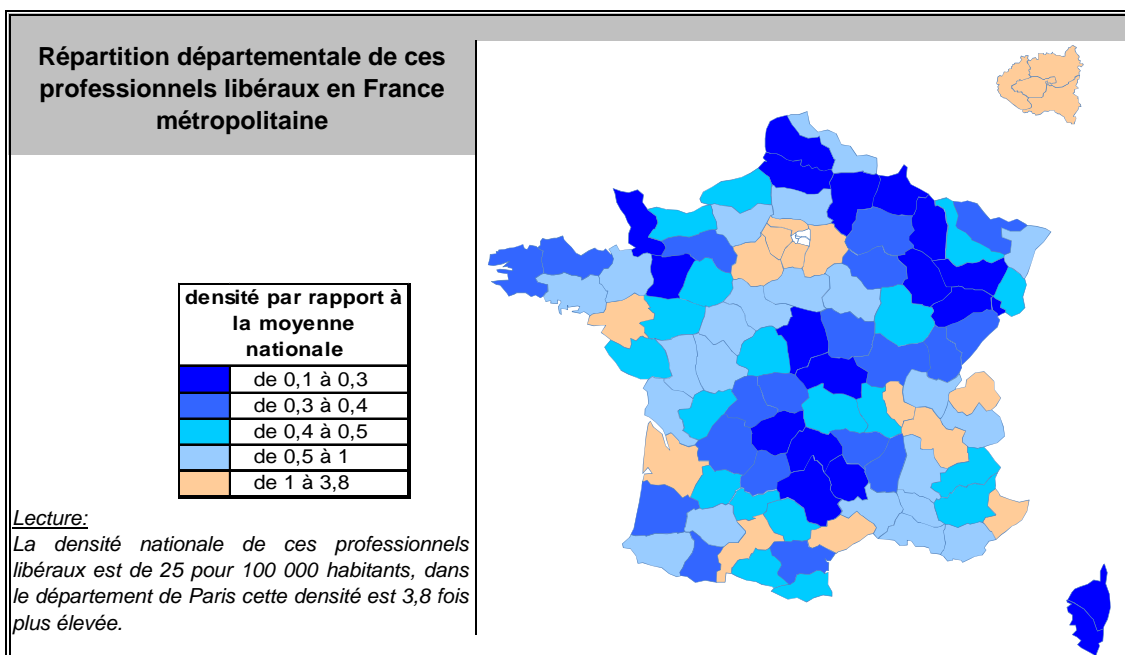 Répartition départementale de ces
professionnels libéraux en France
métropolitaine
densité par rapport à
la moyenne
nationale
de 0,1 à 0,3
de 0,3 à 0,4
de 0,4 à 0,5
de 0,5 à 1
de 1 à 3,8
Lecture:
La densité nationale de ces professionnels
libéraux est de 25 pour 100 000 habitants, dans
le département de Paris cette densité est 3,8 fois
plus élevée.